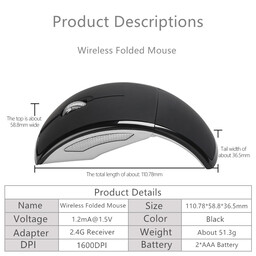 Product Descriptions
Wireless Folded Mouse
The top is about
58.8mm wide
Tail width of
about 36.5mm
The total length of about 110.78mm
Product Details
Name Wireless Folded Mouse Size 110.78*58.8*36.5mm
Voltage 1.2mA@1.5V Color Black
Adapter 2.4G Receiver Weight About 51.3g
DPI 1600DPI Battery 2*AAA Battery